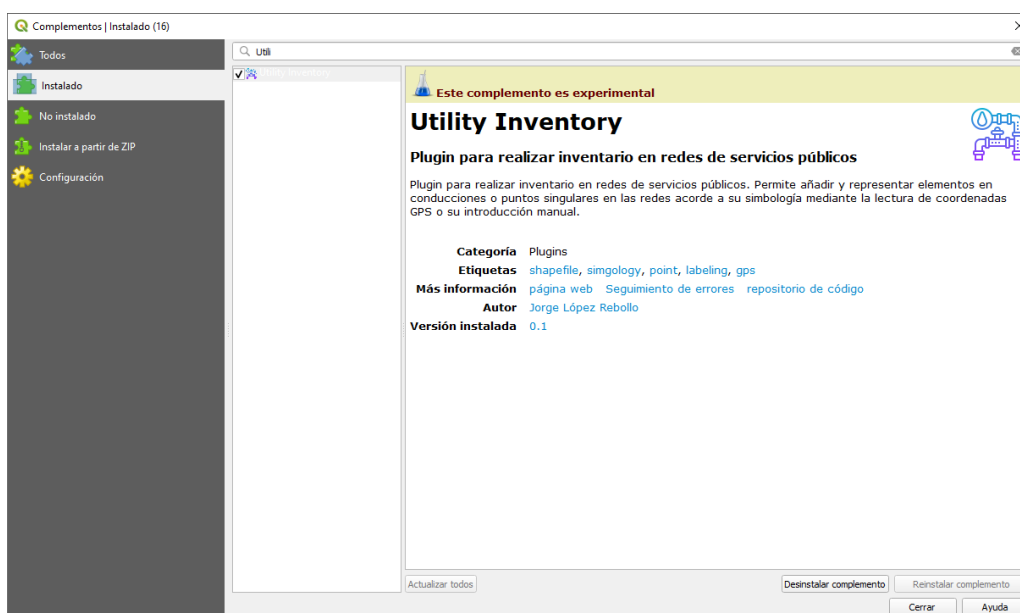 Complementos | Instalado (16)
Todos
Instalado
No instalado
Instalar a partir de ZIP
Configuración
Utili
Utility Inventory
Este complemento es experimental
Utility Inventory
Plugin para realizar inventario en redes de servicios públicos
Plugin para realizar inventario en redes de servicios públicos. Permite añadir y representar elementos en
conducciones o puntos singulares en las redes acorde a su simbología mediante la lectura de coordenadas
GPS o su introducción manual.
Categoría Plugins
Etiquetas shapefile, simgology, point, labeling, gps
Más información página web Seguimiento de errores repositorio de código
Autor Jorge López Rebollo
Versión instalada 0.1
Actualizar todos
Desinstalar complemento
Reinstalar complemento
Cerrar
Ayuda